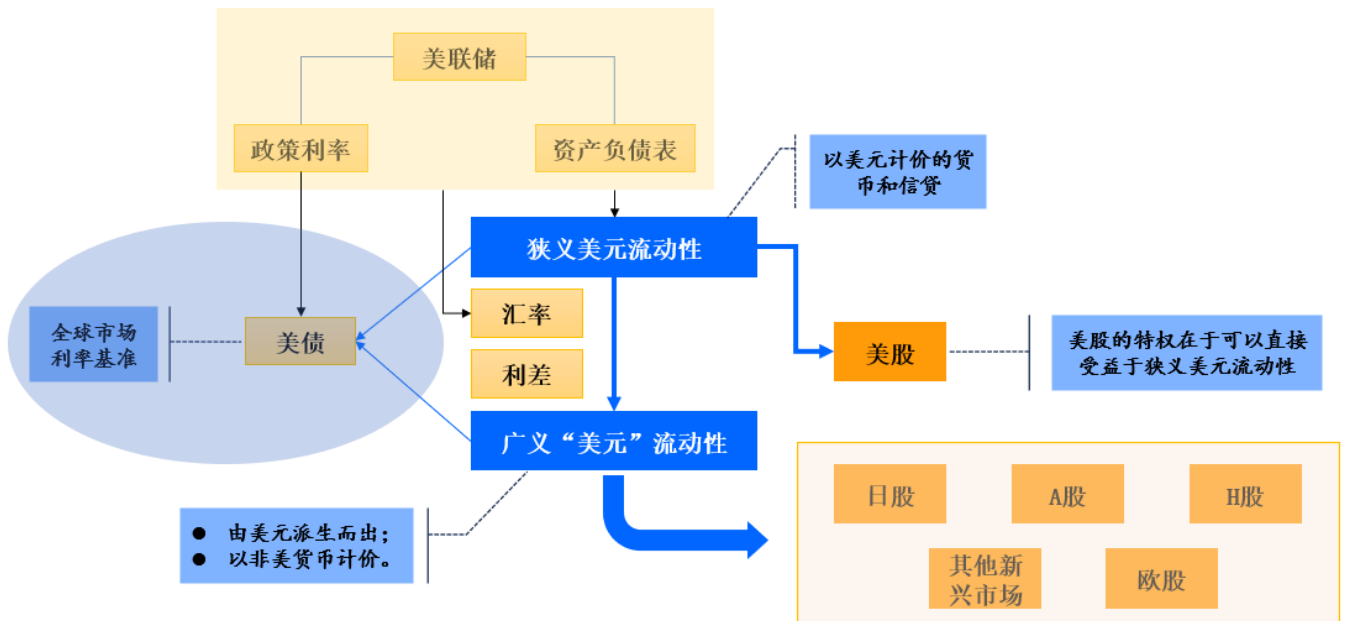 美联储
政策利率
资产负债表
以美元计价的货
币和信贷
狭义美元流动性
汇率
全球市场
利率基准
美债
美股
美股的特权在于可以直接
受益于狭义美元流动性
利差
广义“美元”流动性
日股
A股
H股
● 由美元派生而出；
● 以非美货币计价。
其他新
兴市场
欧股